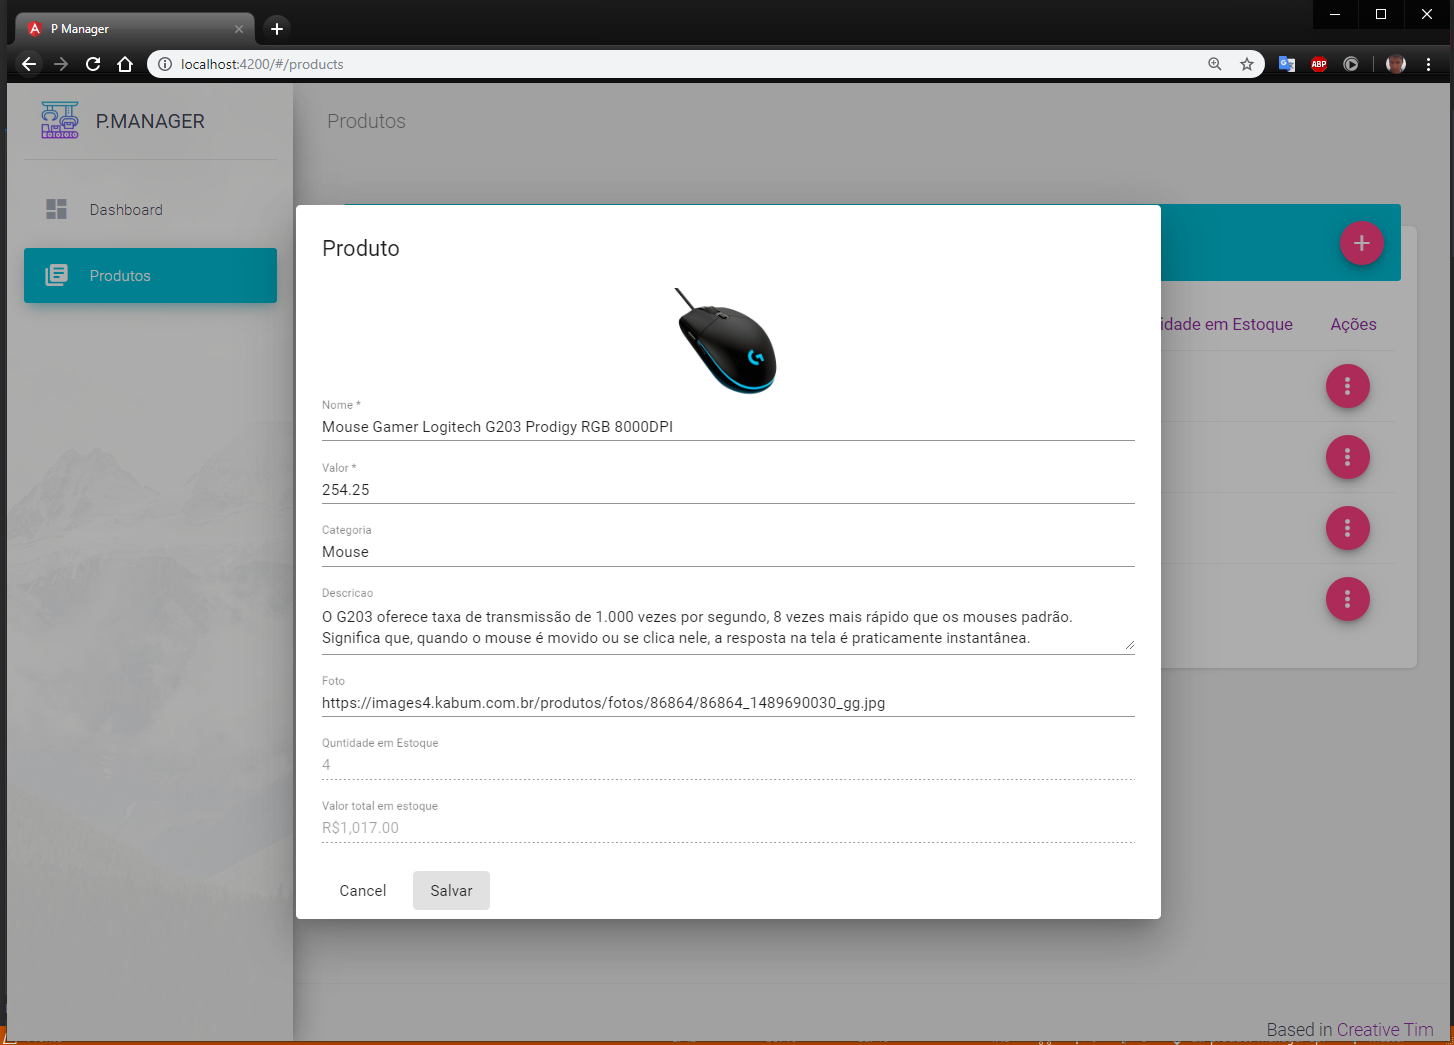 P Manager
localhost:4200/#/products
ABP
P.MANAGER
Produtos
Dashboard
Produtos
Produto
idade em Estoque
Ações
Nome *
Mouse Gamer Logitech G203 Prodigy RGB 8000DPI
Valor *
254.25
Categoria
Mouse
Descricao
O G203 oferece taxa de transmissão de 1.000 vezes por segundo, 8 vezes mais rápido que os mouses padrão.
Significa que, quando o mouse é movido ou se clica nele, a resposta na tela é praticamente instantânea.
Foto
https://images4.kabum.com.br/produtos/fotos/86864/86864_1489690030_gg.jpg
Quntidade em Estoque
4
Valor total em estoque
R$1,017.00
Cancel
Salvar
Based in Creative Tim